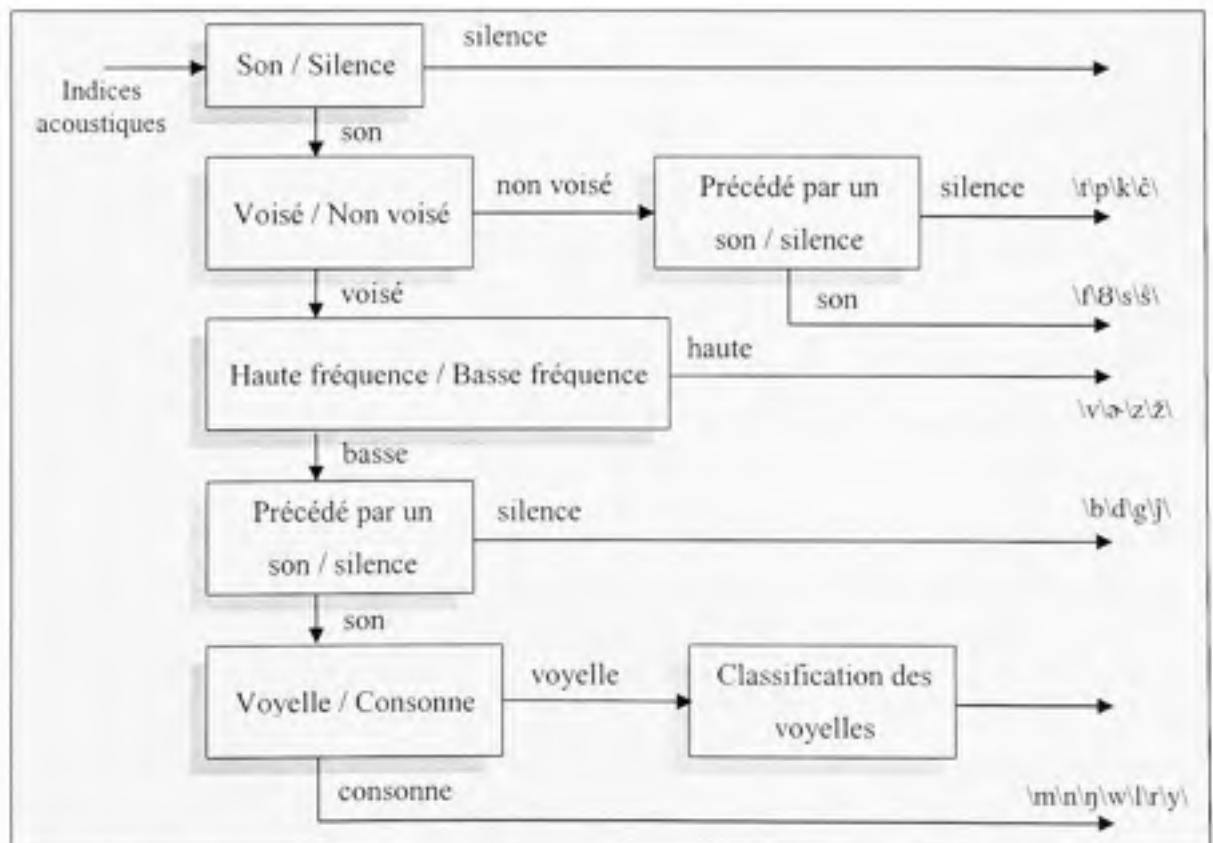 silence
Son / Silence
Indices
acoustiques
son
non voisé
Précédé par un
silence
\t\p\k\č\
Voisé / Non voisé
son / silence
voisé
son
\f\θ\s\š\
haute
Haute fréquence / Basse fréquence
\v\ɚ\z\ž\
basse
Précédé par un
silence
\b\d\g\ǰ\
son / silence
son
voyelle
Classification des
Voyelle / Consonne
voyelles
consonne
\m\n\ŋ\w\l\r\y\